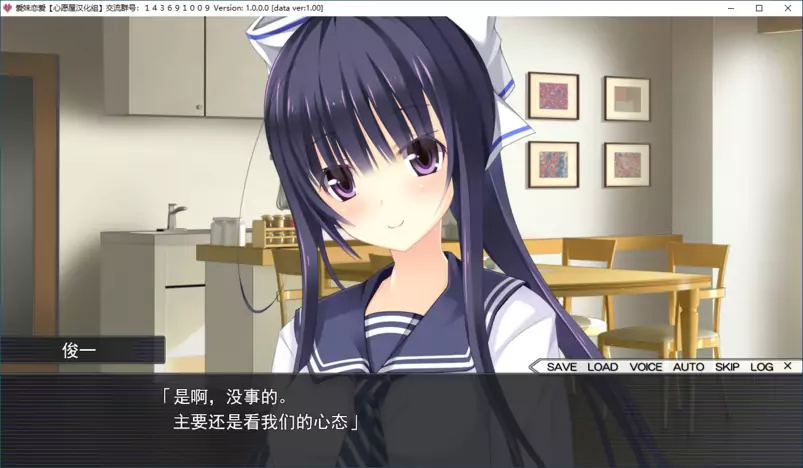 爱妹恋爱【心愿屋汉化组】交流群号：１４３６９１００９ Version: 1.0.0.0 [data ver:1.00]
俊一
SAVE LOAD VOICE AUTO SKIP LOG ×
「是啊，没事的。
主要还是看我们的心态」